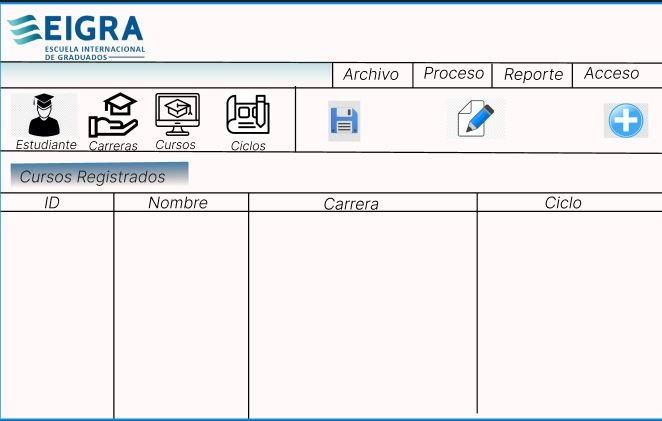 EIGRA
ESCUELA INTERNACIONAL
DE GRADUADOS
Archivo Proceso Reporte Acceso
Estudiante Carreras Cursos Ciclos
Cursos Registrados
ID Nombre Carrera Ciclo